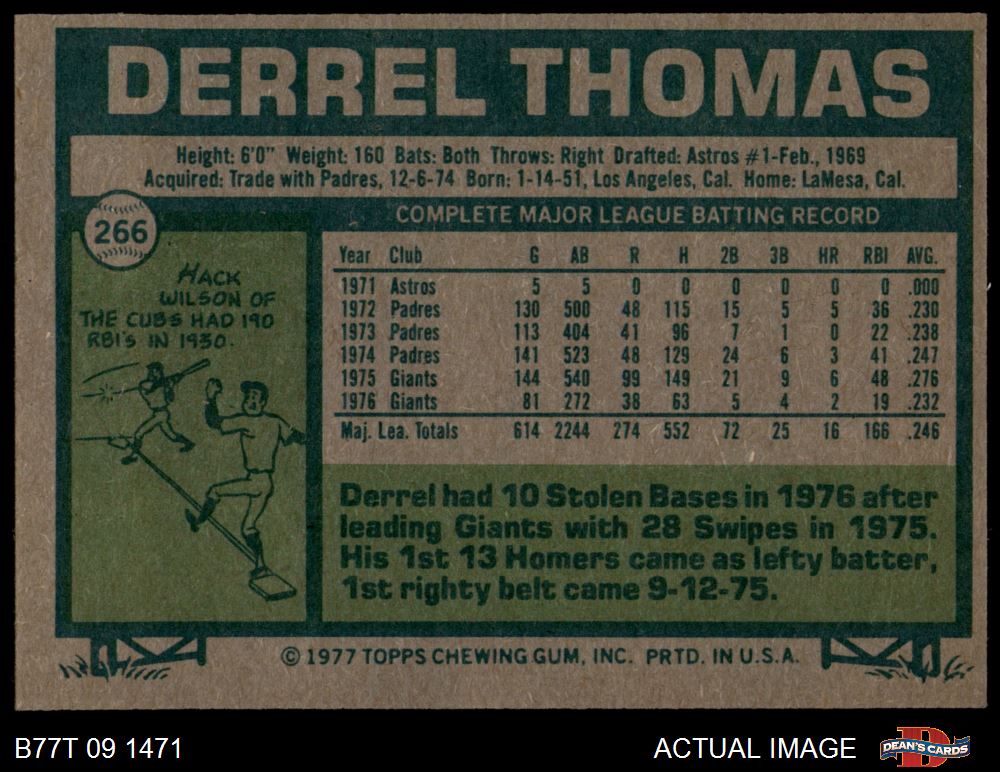 DERREL THOMAS
Height: 6'0" Weight: 160 Bats: Both Throws: Right Drafted: Astros #1-Feb., 1969
Acquired: Trade with Padres, 12-6-74 Born: 1-14-51, Los Angeles, Cal. Home: LaMesa, Cal.
266
HACK
WILSON OF
THE CUBS HAD 190
RBI'S IN 1930.
COMPLETE MAJOR LEAGUE BATTING RECORD
Year Club G AB R H 2B 3B HR RBI AVG.
1971 Astros 5 5 0 0 0 0 0 0 .000
1972 Padres 130 500 48 115 15 5 5 36 .230
1973 Padres 113 404 41 96 7 1 0 22 .238
1974 Padres 141 523 48 129 24 6 3 41 .247
1975 Giants 144 540 99 149 21 9 6 48 .276
1976 Giants 81 272 38 63 5 4 2 19 .232
Maj. Lea. Totals 614 2244 274 552 72 25 16 166 .246
Derrel had 10 Stolen Bases in 1976 after
leading Giants with 28 Swipes in 1975.
His 1st 13 Homers came as lefty batter,
1st righty belt came 9-12-75.
© 1977 TOPPS CHEWING GUM, INC. PRTD. IN U.S.A.
B77T 09 1471
ACTUAL IMAGE
D
DEAN'S CARDS